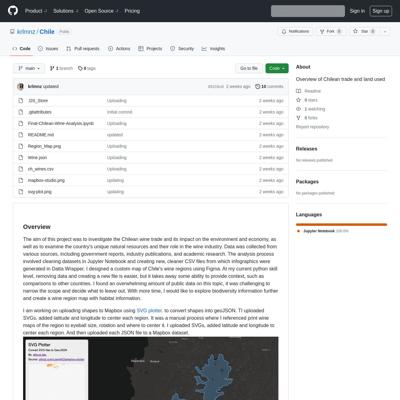 Product Solutions Open Source Pricing Sign in Sign up
krlmnz / Chile Public Notifications Fork 0 Star 0
Code Issues Pull requests Actions Projects Security Insights
main 1 branch 0 tags Go to file Code
krlmnz updated 2 weeks ago 10 commits
.DS_Store Uploading 2 weeks ago
.gitattributes Initial commit 2 weeks ago
Final-Chilean-Wine-Analysis.ipynb Uploading 2 weeks ago
README.md updated 2 weeks ago
Region_Map.png Uploading 2 weeks ago
Wine.json Uploading 2 weeks ago
ch_wines.csv Uploading 2 weeks ago
mapbox-studio.png updating 2 weeks ago
svg-plot.png updating 2 weeks ago
About
Overview of Chilean trade and land used
Readme
0 stars
1 watching
0 forks
Report repository
Releases
No releases published
Packages
No packages published
Languages
Jupyter Notebook 100.0%
Overview
The aim of this project was to investigate the Chilean wine trade and its impact on the environment and economy, as
well as to examine the country's unique natural resources and their role in the wine industry. Data was collected from
various sources, including government reports, industry publications, and academic research. The analysis process
involved cleaning datasets in Jupyter Notebook and creating new, cleaner CSV files from which infographics were
generated in Data Wrapper. I designed a custom map of Chile's wine regions using Figma. At my current python skill
level, removing data and creating a new file is easier, but it takes away some ability to provide context, such as
comparisons to other countries. I found an overwhelming amount of public data on this topic, it was challenging to
narrow the scope and decide what to leave out. With more time, I would like to explore biodiversity further
and create a wine region map with habitat information.
I am working on uploading shapes to Mapbox using SVG plotter. to convert shapes into geoJSON. TI uploaded
SVGs, added latitude and longitude to center each region. It was a manual process where I referenced print wine
maps of the region to eyeball size, rotation and where to center it. I uploaded SVGs, added latitude and longitude to
center each region. And then uploaded each JSON file to a Mapbox dataset.
SVG Plotter
Convert SVG files to GeoJSON